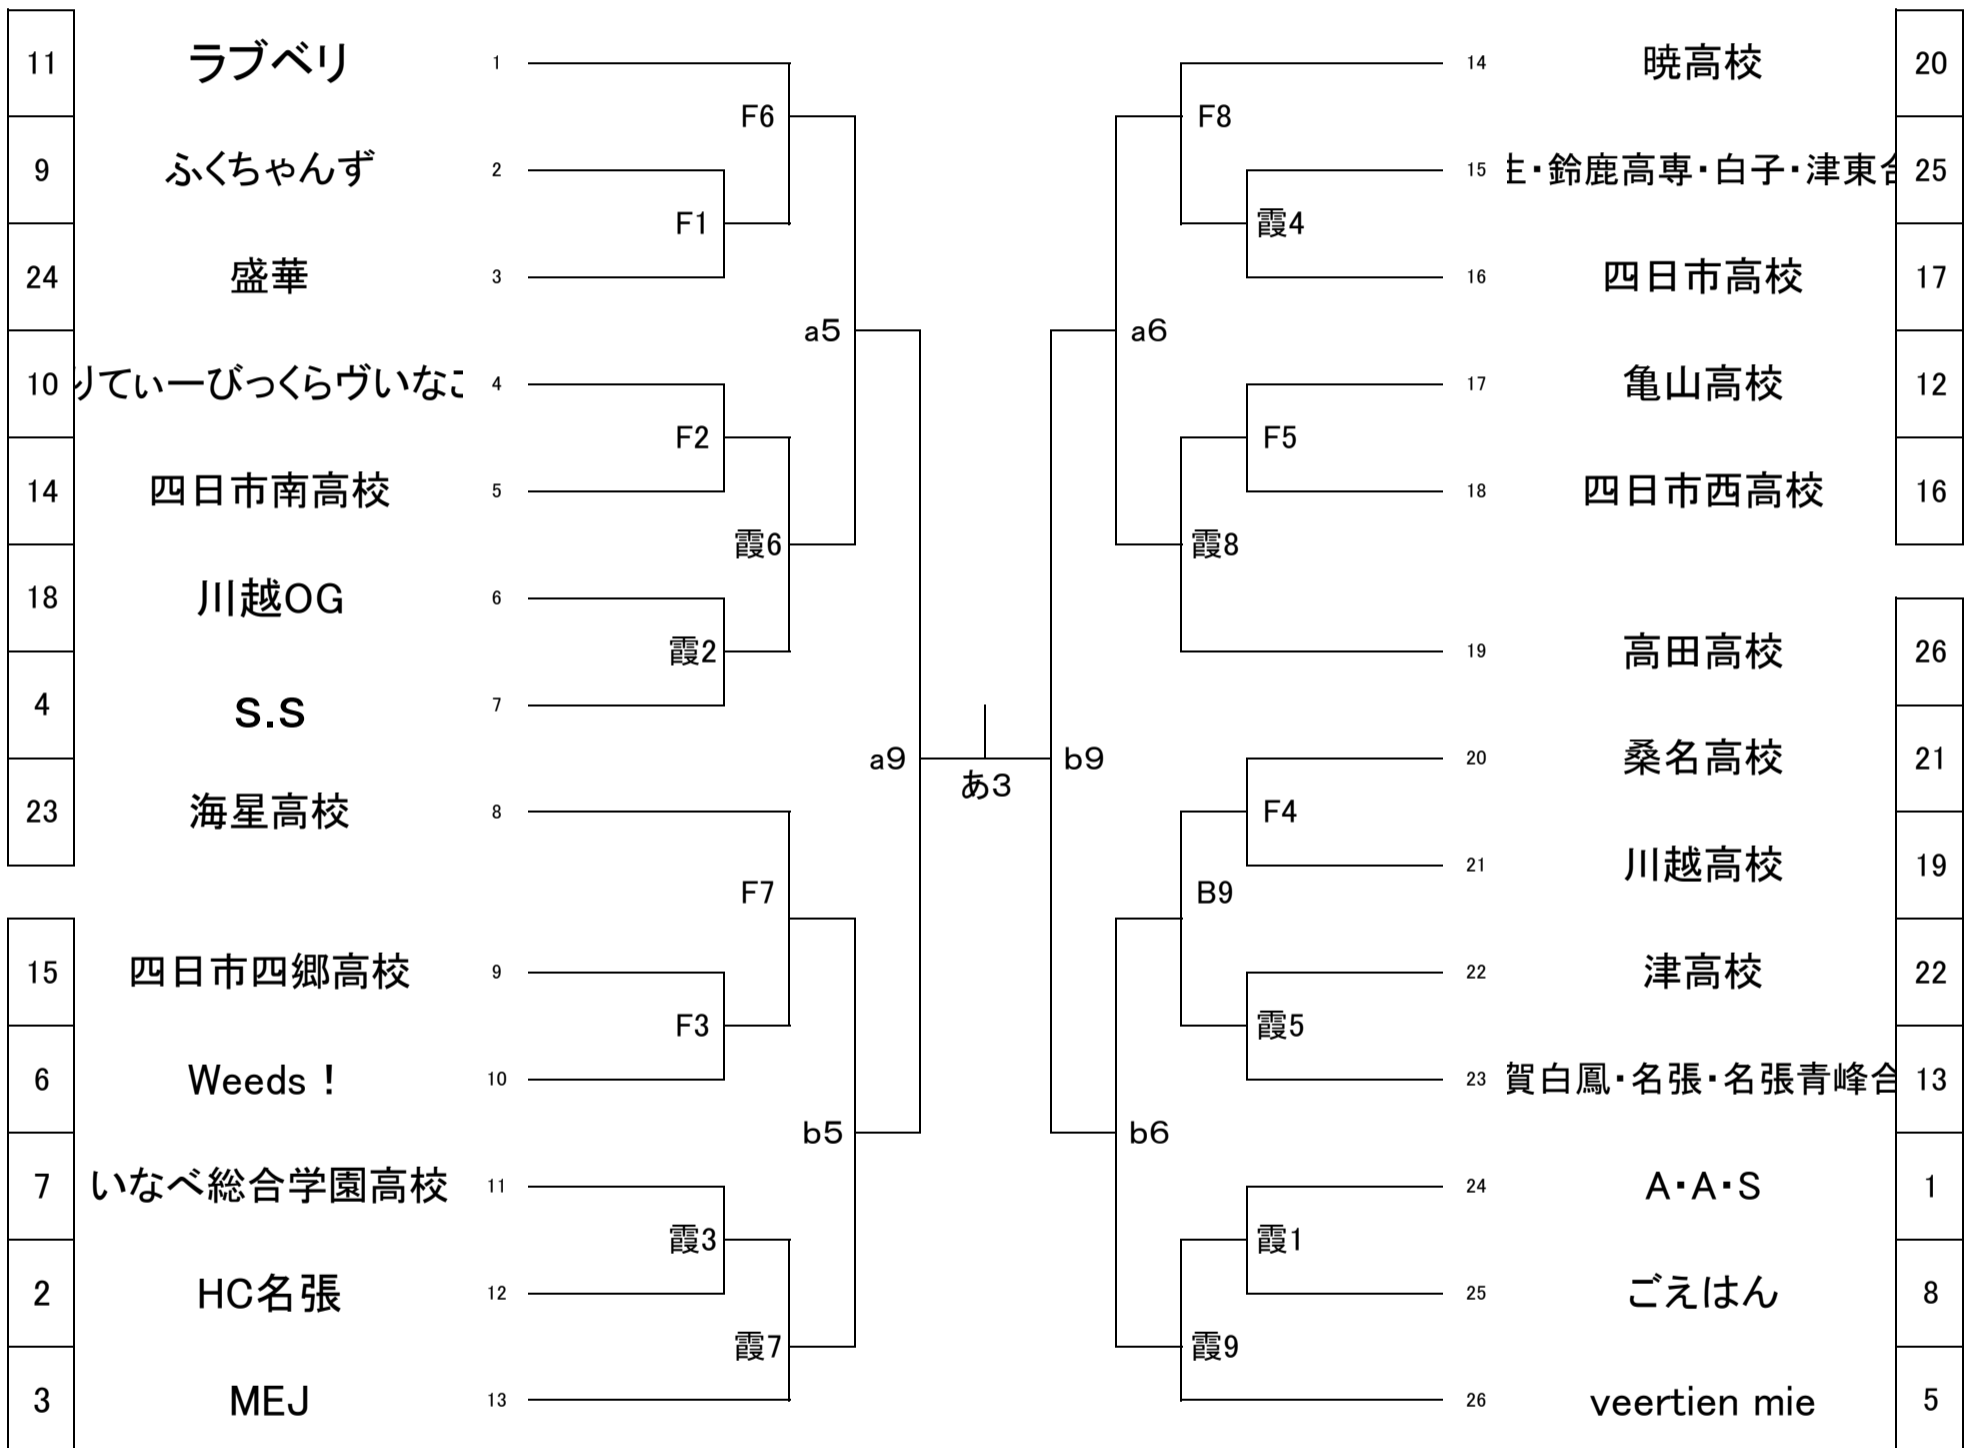 11 ラブベリ 1
F6
9 ふくちゃんず 2
F1
24 盛華 3
a5
10 りてぃーびっくらヴいなご 4
F2
14 四日市南高校 5
霞6
18 川越OG 6
霞2
4 s.s 7
a9
23 海星高校 8
F7
15 四日市四郷高校 9
F3
6 Weeds！ 10
b5
7 いなべ総合学園高校 11
霞3
2 HC名張 12
霞7
3 MEJ 13
あ3
14 暁高校 20
F8
15 ・鈴鹿高専・白子・津東合 25
霞4
16 四日市高校 17
a6
17 亀山高校 12
F5
18 四日市西高校 16
霞8
19 高田高校 26
b9
20 桑名高校 21
F4
21 川越高校 19
B9
22 津高校 22
霞5
23 賀白鳳・名張・名張青峰合 13
b6
24 A・A・S 1
霞1
25 ごえはん 8
霞9
26 veertien mie 5